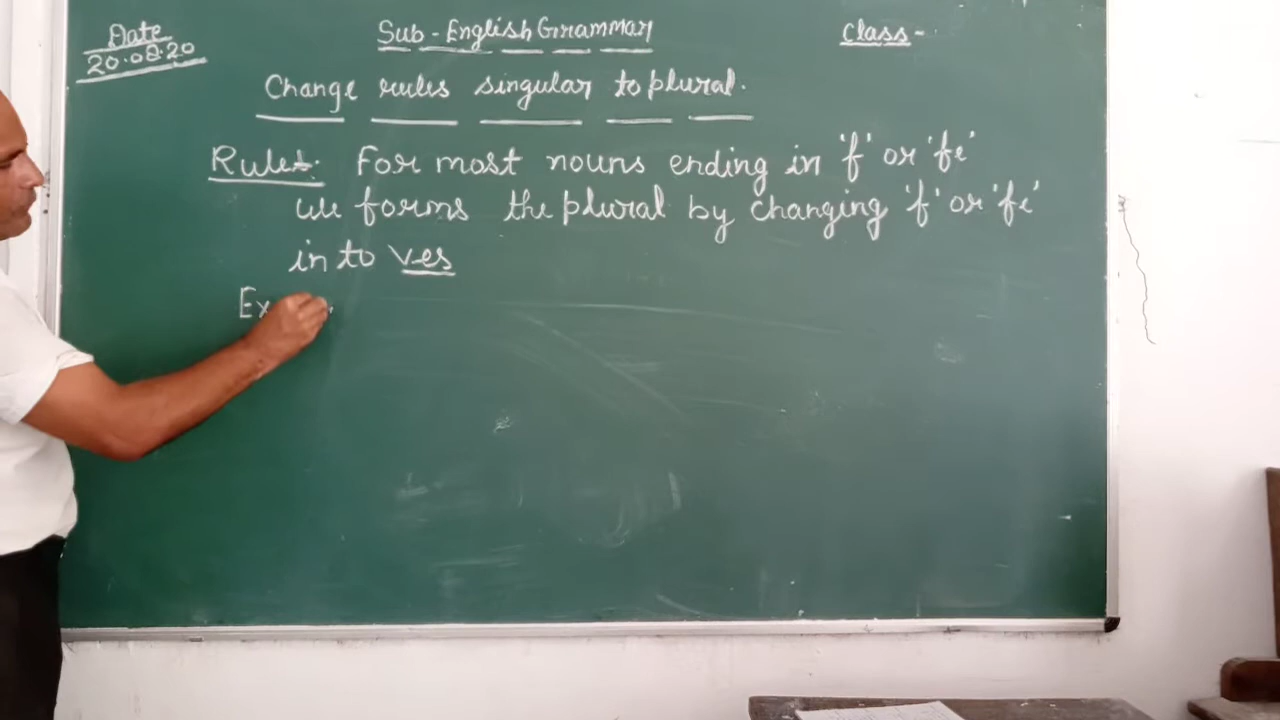 Date
20.08.20
Sub - English Grammar
Class -
Change rules singular to plural.
Rule1: For most nouns ending in 'f' or 'fe'
we forms the plural by changing 'f' or 'fe'
in to ves
Ex